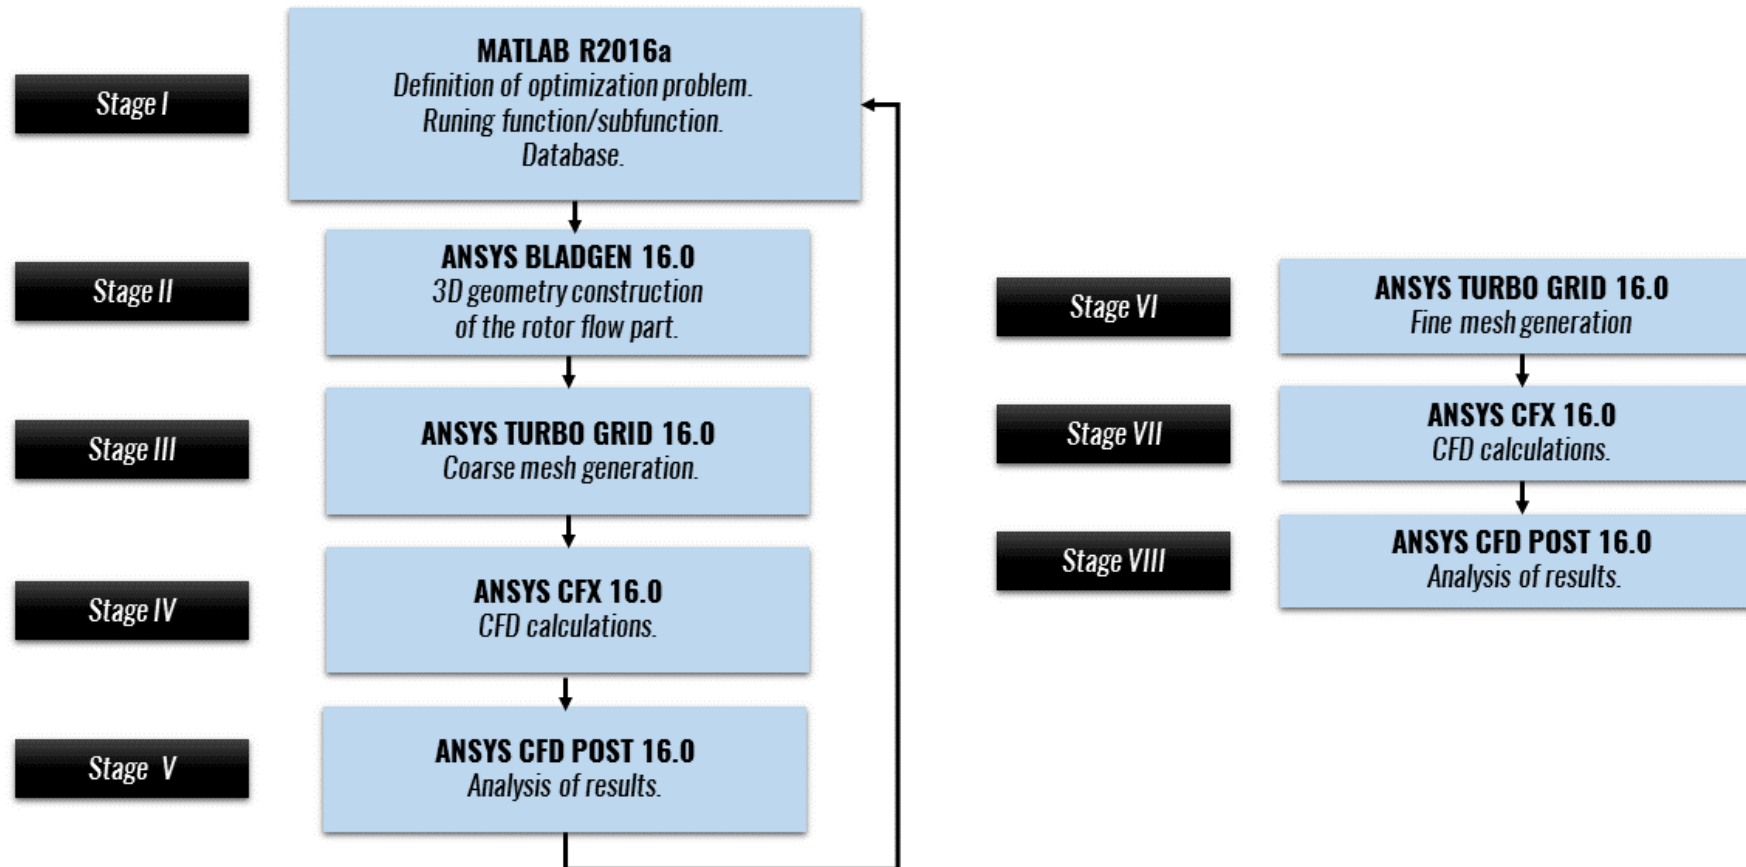 Stage I
MATLAB R2016a
Definition of optimization problem.
Runing function/subfunction.
Database.
Stage II
ANSYS BLADGEN 16.0
3D geometry construction
of the rotor flow part.
Stage III
ANSYS TURBO GRID 16.0
Coarse mesh generation.
Stage IV
ANSYS CFX 16.0
CFD calculations.
Stage V
ANSYS CFD POST 16.0
Analysis of results.
Stage VI
ANSYS TURBO GRID 16.0
Fine mesh generation
Stage VII
ANSYS CFX 16.0
CFD calculations.
Stage VIII
ANSYS CFD POST 16.0
Analysis of results.